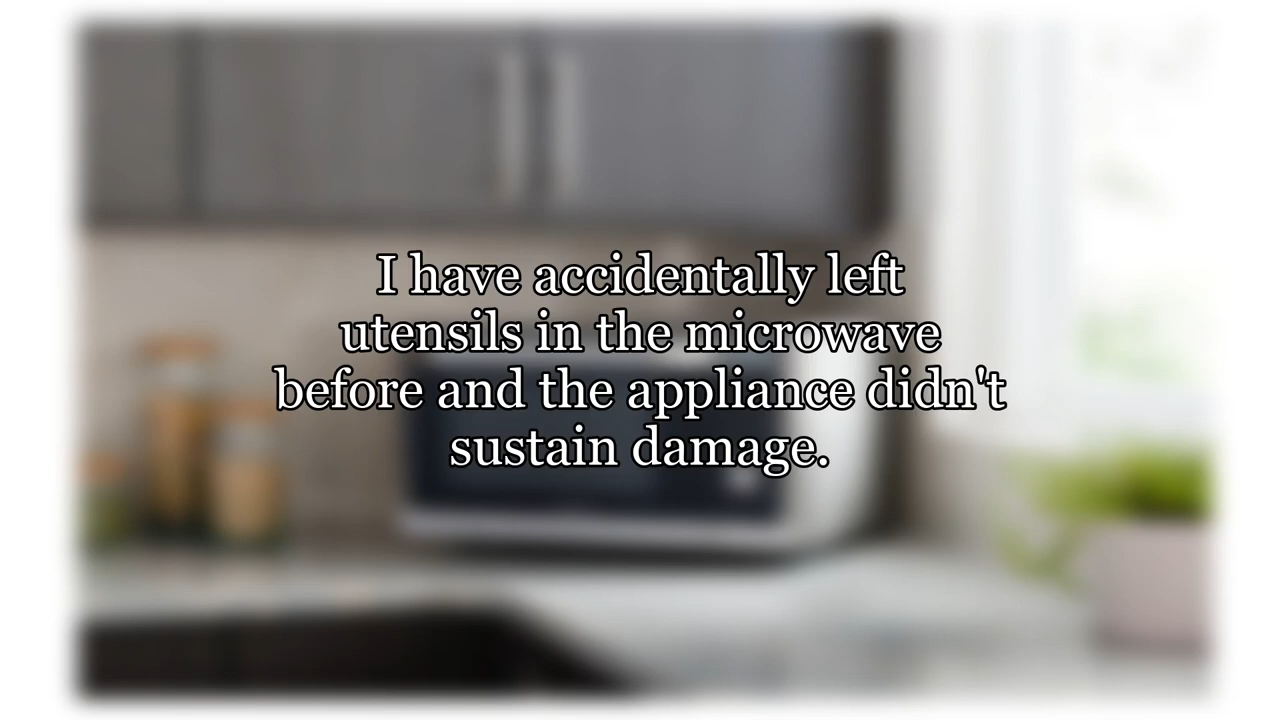 I have accidentally left
utensils in the microwave
before and the appliance didn't
sustain damage.